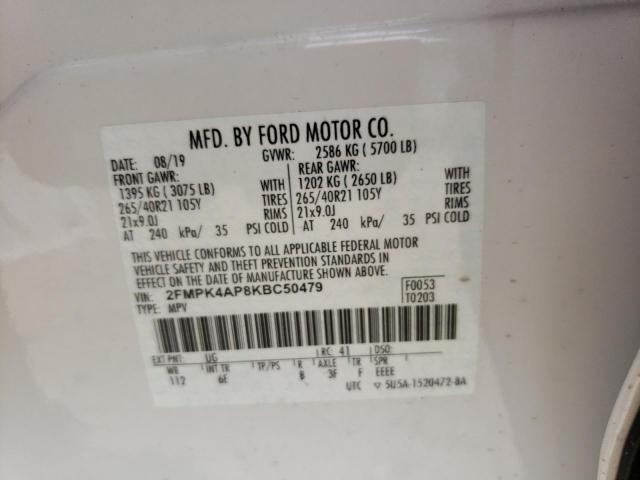 MFD. BY FORD MOTOR CO.
DATE: 08/19 GVWR: 2586 KG ( 5700 LB)
FRONT GAWR: REAR GAWR:
1395 KG ( 3075 LB) WITH 1202 KG ( 2650 LB) WITH
265/40R21 105Y TIRES 265/40R21 105Y TIRES
21x9.0J RIMS 21x9.0J RIMS
AT 240 kPa/ 35 PSI COLD AT 240 kPa/ 35 PSI COLD
THIS VEHICLE CONFORMS TO ALL APPLICABLE FEDERAL MOTOR
VEHICLE SAFETY AND THEFT PREVENTION STANDARDS IN
EFFECT ON THE DATE OF MANUFACTURE SHOWN ABOVE.
VIN: 2FMPK4AP8KBC50479 F0053
TYPE: MPV T0203
EXT PNT: UG RC: 41 DSO:
WB INT TR TP/PS R AXLE TR SPR
112 6E B 3F F EEEE
UTC ▽ 5U5A-1520472-BA